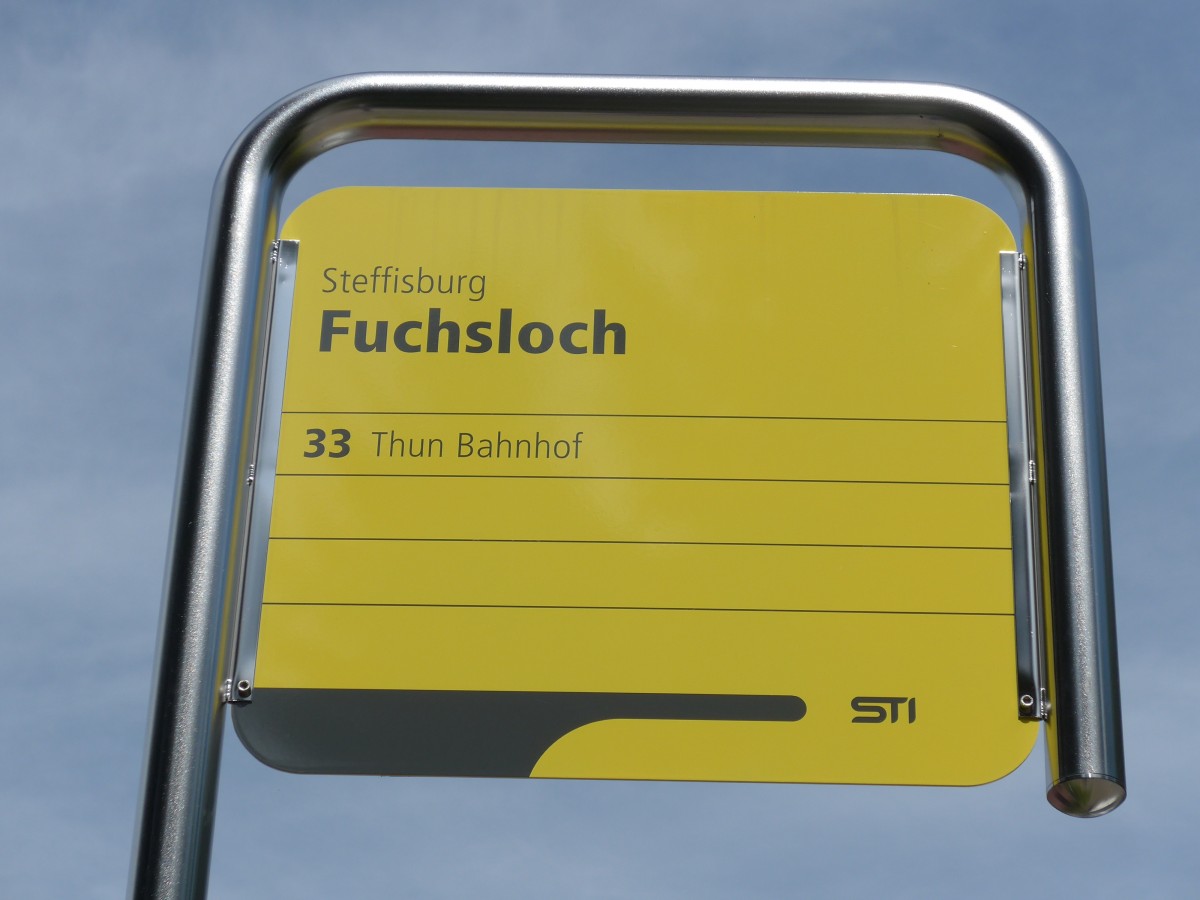 Steffisburg
Fuchsloch
33 Thun Bahnhof
STI